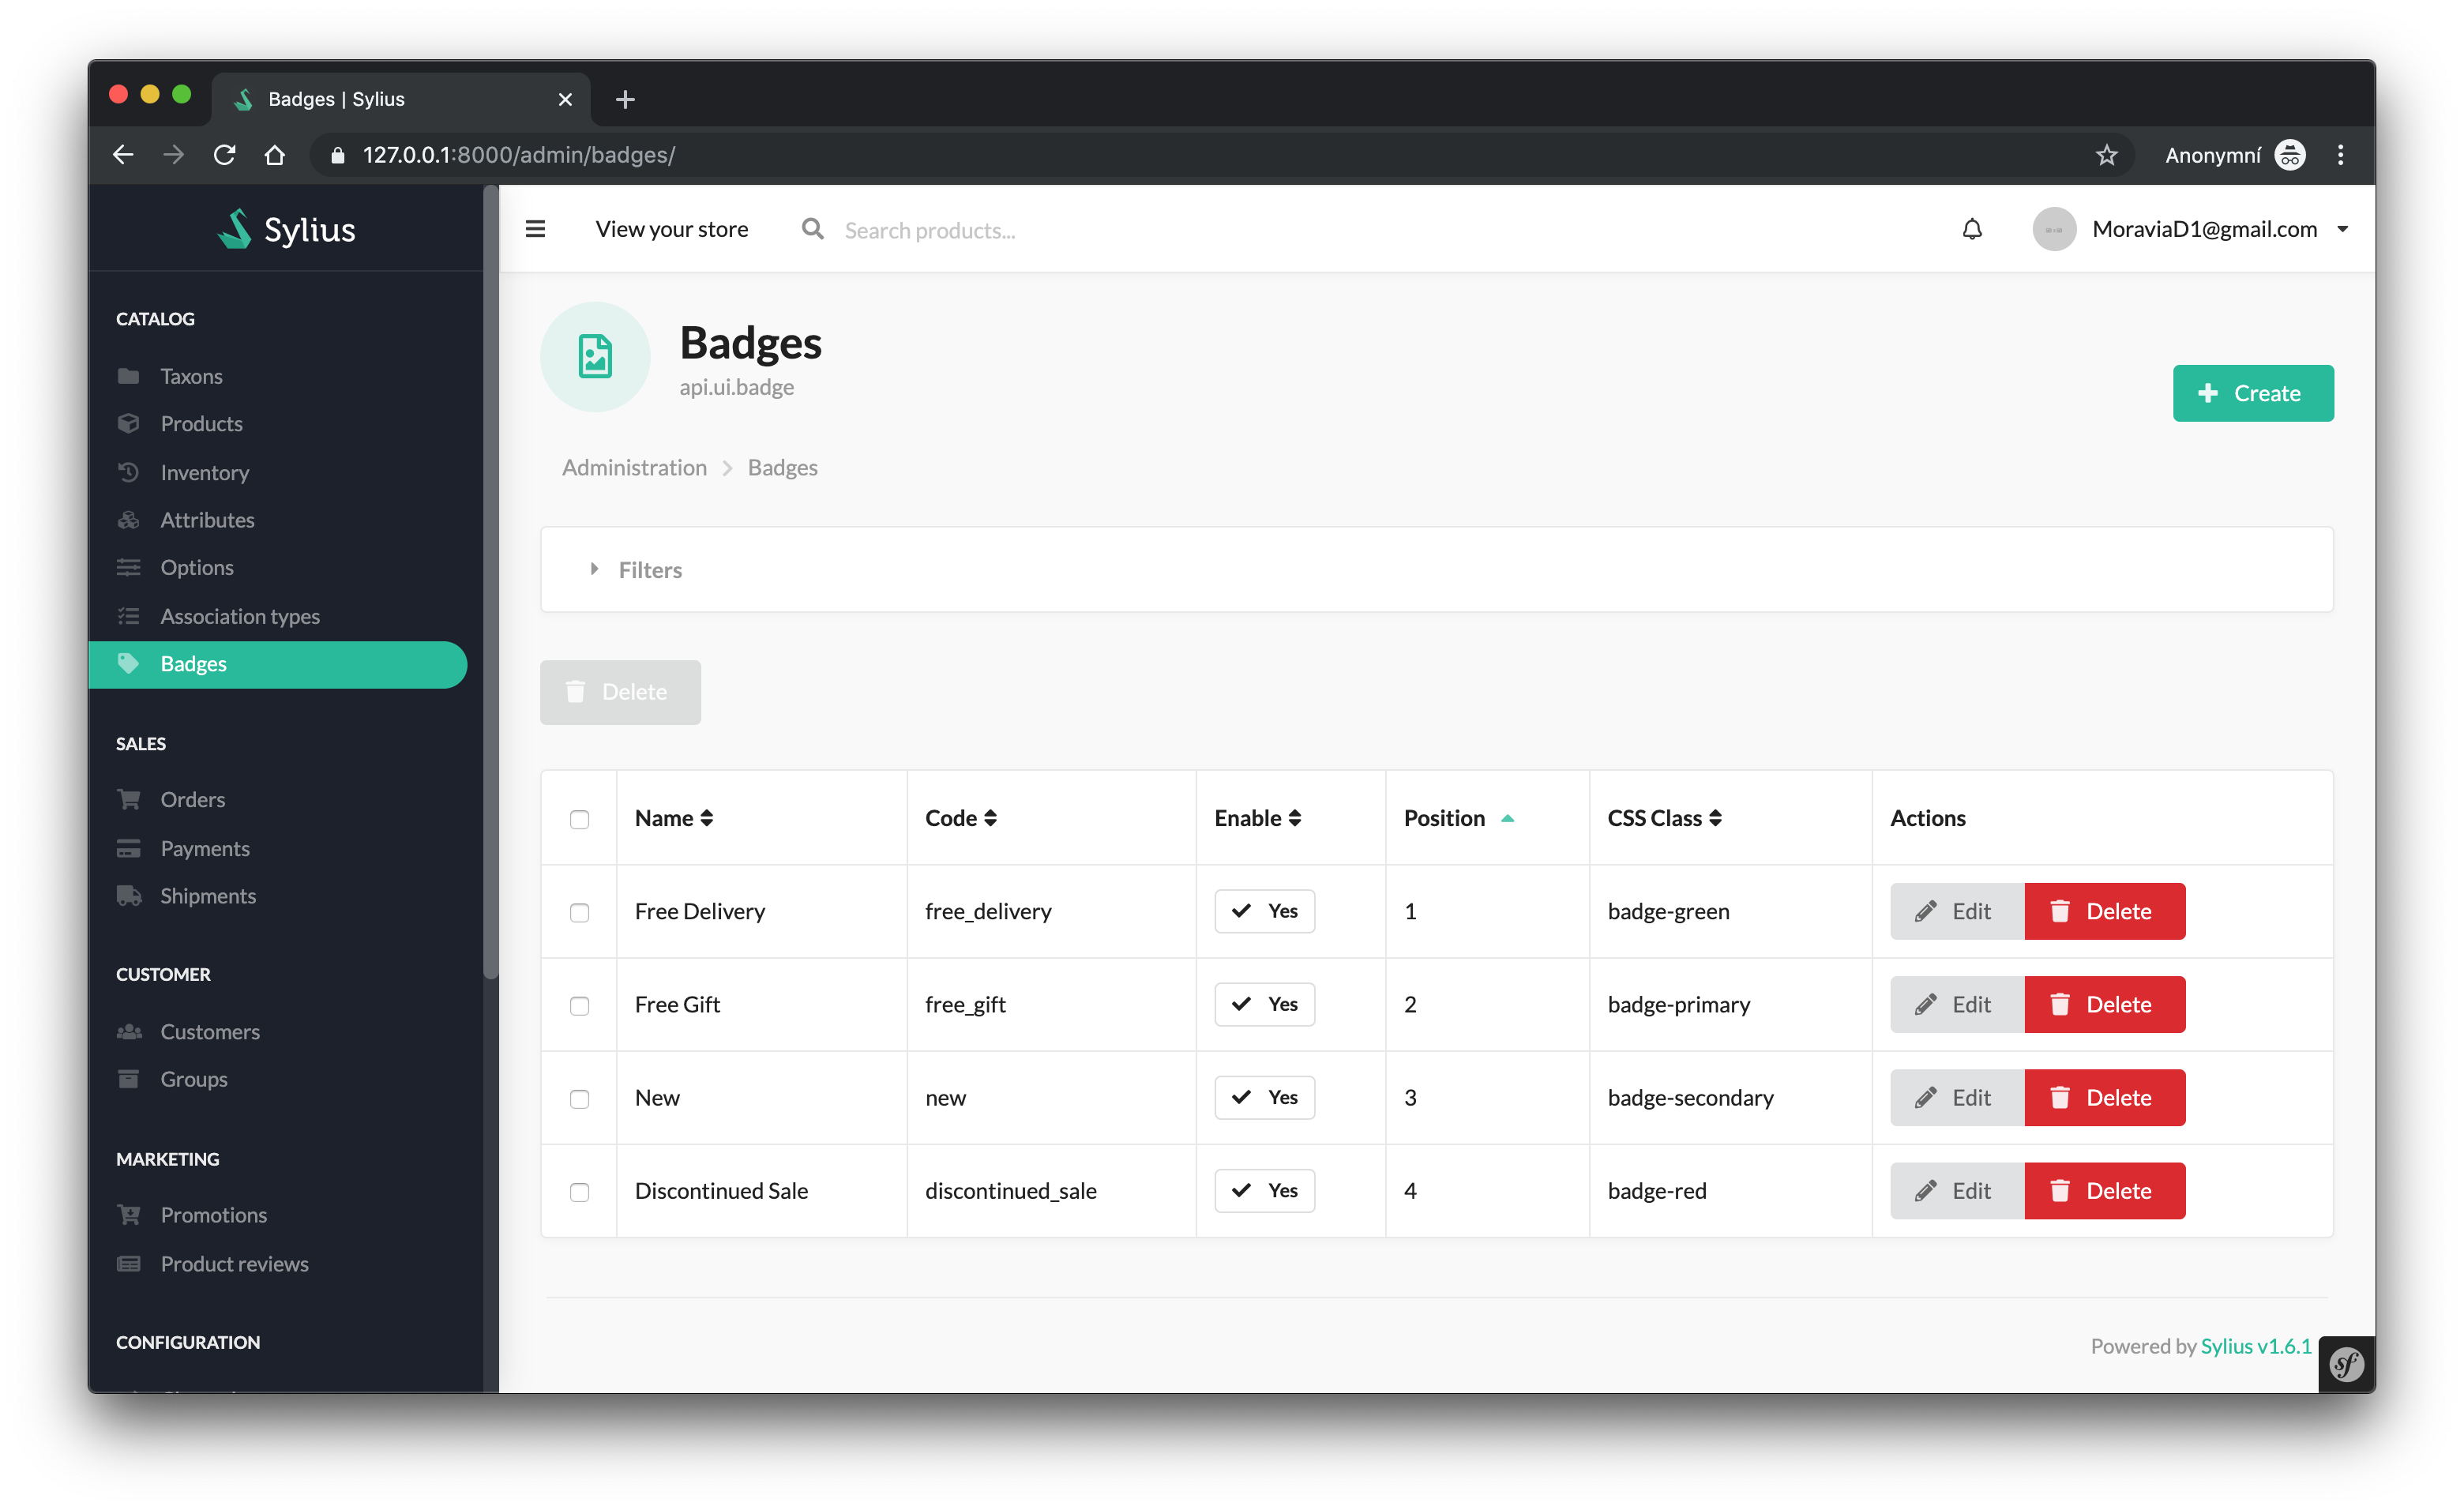 Badges | Sylius
127.0.0.1:8000/admin/badges/
Anonymní
Sylius
View your store
Search products...
MoraviaD1@gmail.com
CATALOG
Taxons
Products
Inventory
Attributes
Options
Association types
Badges
SALES
Orders
Payments
Shipments
CUSTOMER
Customers
Groups
MARKETING
Promotions
Product reviews
CONFIGURATION
Badges
api.ui.badge
Create
Administration Badges
Filters
Delete
Name Code Enable Position CSS Class Actions
Free Delivery free_delivery Yes 1 badge-green Edit Delete
Free Gift free_gift Yes 2 badge-primary Edit Delete
New new Yes 3 badge-secondary Edit Delete
Discontinued Sale discontinued_sale Yes 4 badge-red Edit Delete
Powered by Sylius v1.6.1
sf